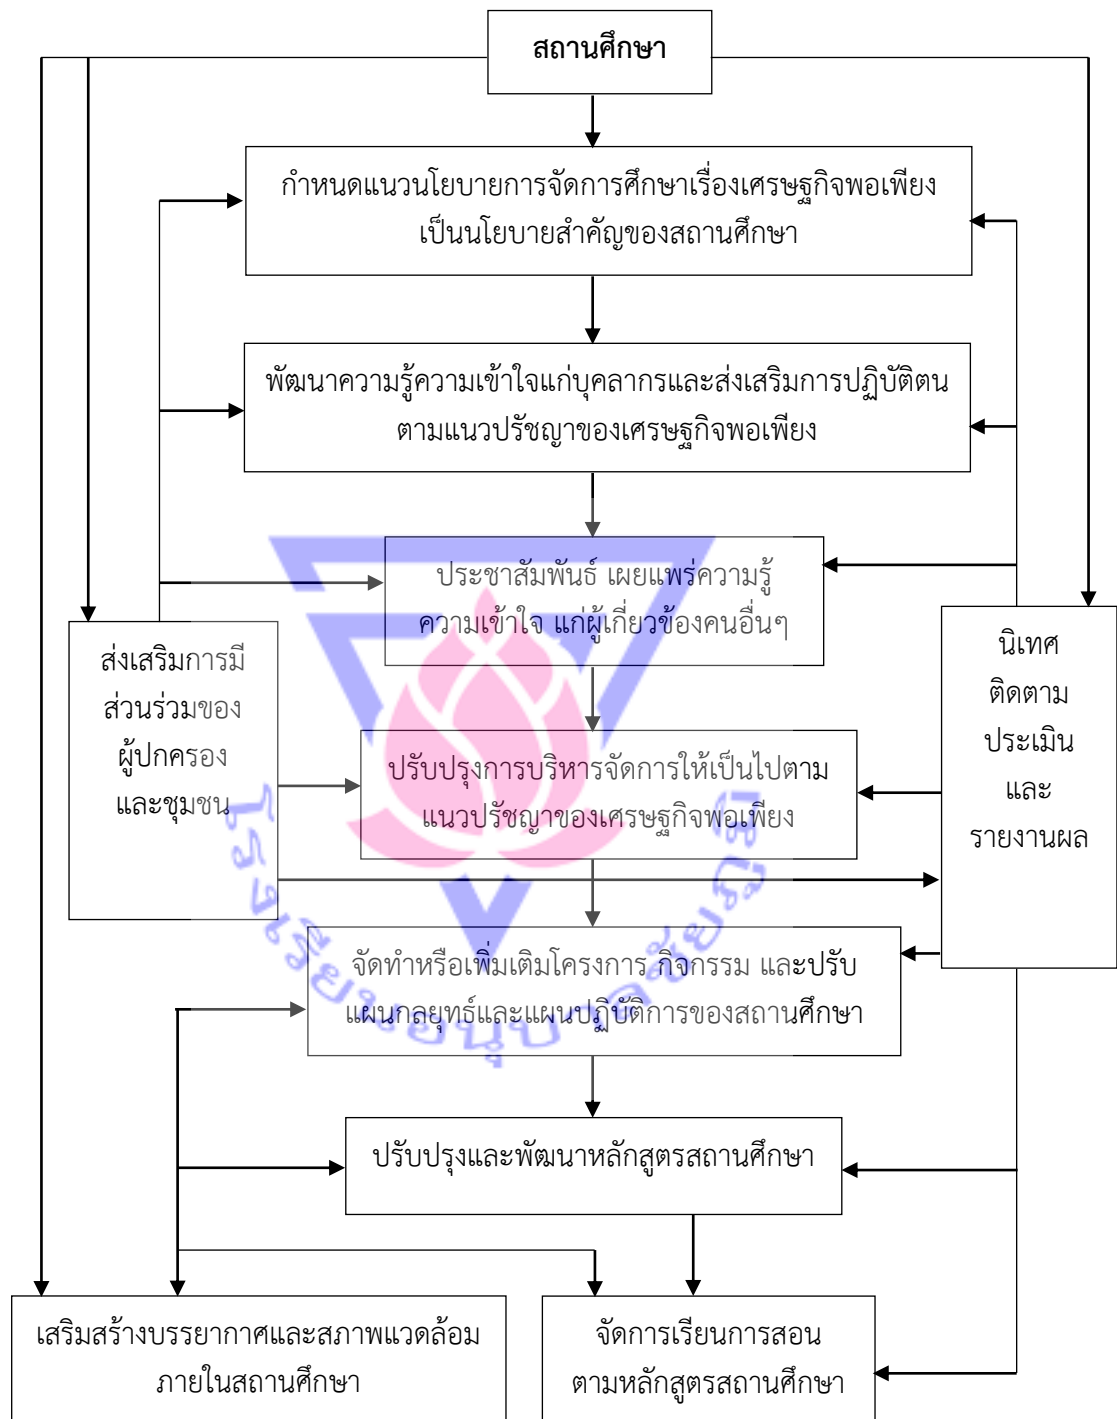 สถานศึกษา
กำหนดแนวนโยบายการจัดการศึกษาเรื่องเศรษฐกิจพอเพียง
เป็นนโยบายสำคัญของสถานศึกษา
พัฒนาความรู้ความเข้าใจแก่บุคลากรและส่งเสริมการปฏิบัติตน
ตามแนวปรัชญาของเศรษฐกิจพอเพียง
ประชาสัมพันธ์ เผยแพร่ความรู้
ความเข้าใจ แก่ผู้เกี่ยวข้องคนอื่นๆ
ส่งเสริมการมี
ส่วนร่วมของ
ผู้ปกครอง
และชุมชน
นิเทศ
ติดตาม
ประเมิน
และ
รายงานผล
ปรับปรุงการบริหารจัดการให้เป็นไปตาม
แนวปรัชญาของเศรษฐกิจพอเพียง
จัดทำหรือเพิ่มเติมโครงการ กิจกรรม และปรับ
แผนกลยุทธ์และแผนปฏิบัติการของสถานศึกษา
โรงเรียนอนุบาลชัยภูมิ
ปรับปรุงและพัฒนาหลักสูตรสถานศึกษา
เสริมสร้างบรรยากาศและสภาพแวดล้อม
ภายในสถานศึกษา
จัดการเรียนการสอน
ตามหลักสูตรสถานศึกษา